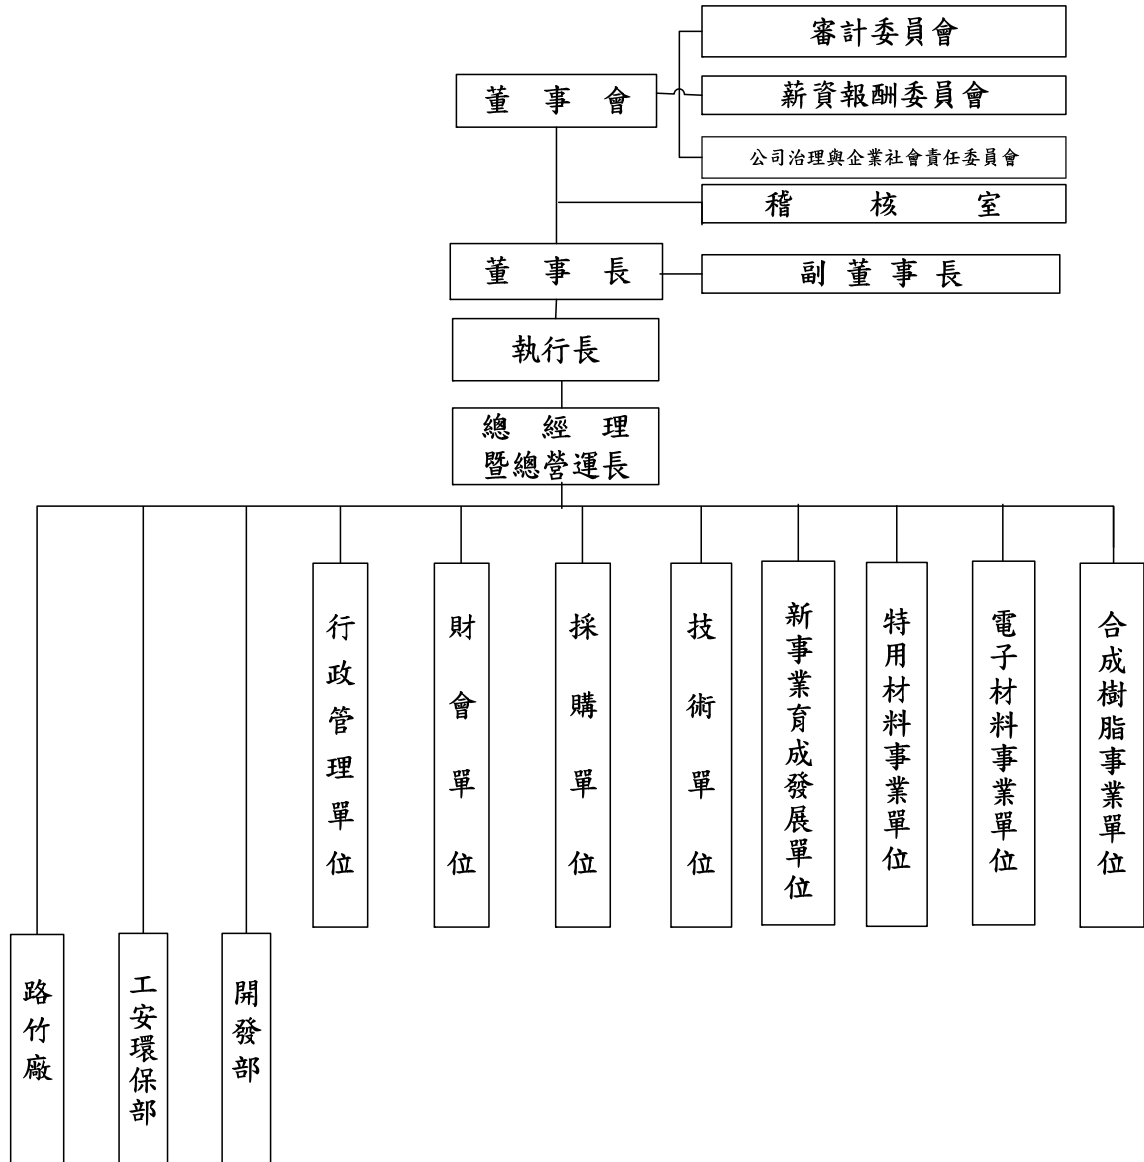 審計委員會
董事會
薪資報酬委員會
公司治理與企業社會責任委員會
稽核室
董事長
副董事長
執行長
總經理
暨總營運長
行政管理單位
財會單位
採購單位
技術單位
新事業育成發展單位
特用材料事業單位
電子材料事業單位
合成樹脂事業單位
路竹廠
工安環保部
開發部